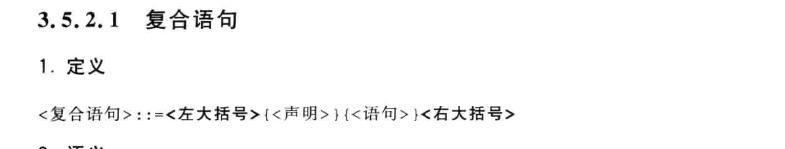 3.5.2.1 复合语句
1. 定义
<复合语句>::=<左大括号>{<声明>}{<语句>}<右大括号>